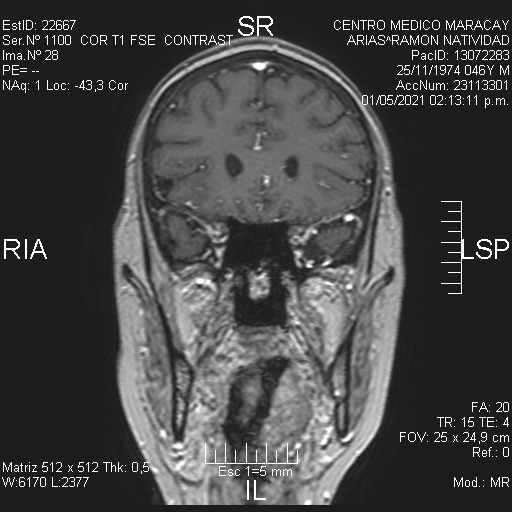 EstID: 22667
Ser.Nº 1100 COR T1 FSE CONTRAST
Ima.Nº 28
PE= --
NAq: 1 Loc: -43,3 Cor
SR
CENTRO MEDICO MARACAY
ARIAS^RAMON NATIVIDAD
PacID: 13072283
25/11/1974 046Y M
AccNum: 23113301
01/05/2021 02:13:11 p.m.
RIA
LSP
FA: 20
TR: 15 TE: 4
FOV: 25 x 24,9 cm
Ref.: 0
Mod.: MR
Matriz 512 x 512 Thk: 0,5
W:6170 L:2377
Esc 1=5 mm
IL